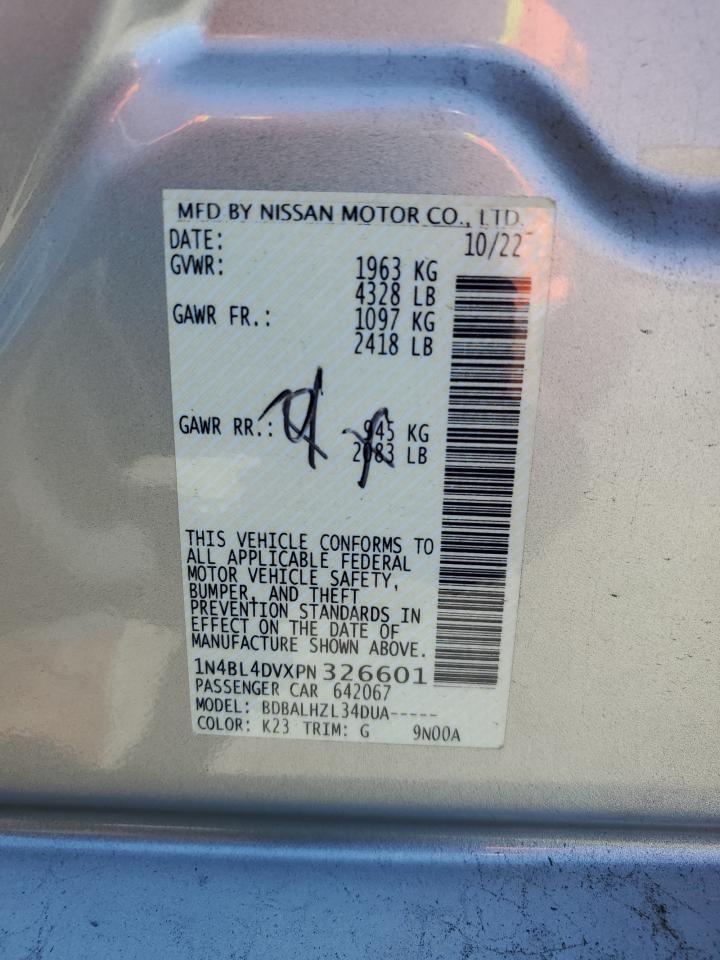 MFD BY NISSAN MOTOR CO., LTD.
DATE: 10/22
GVWR: 1963 KG
4328 LB
GAWR FR.: 1097 KG
2418 LB
GAWR RR.: 945 KG
2083 LB
THIS VEHICLE CONFORMS TO
ALL APPLICABLE FEDERAL
MOTOR VEHICLE SAFETY,
BUMPER, AND THEFT
PREVENTION STANDARDS IN
EFFECT ON THE DATE OF
MANUFACTURE SHOWN ABOVE.
1N4BL4DVXPN326601
PASSENGER CAR 642067
MODEL: BDBALHZL34DUA-----
COLOR: K23 TRIM: G 9N00A